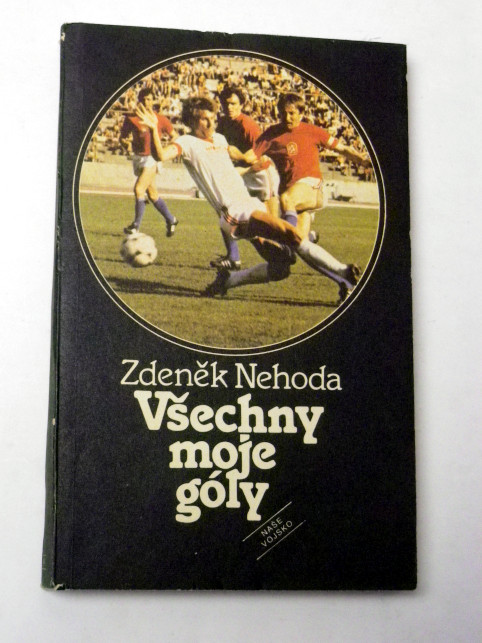 Zdeněk Nehoda
Všechny
moje
góly
NAŠE
VOJSKO